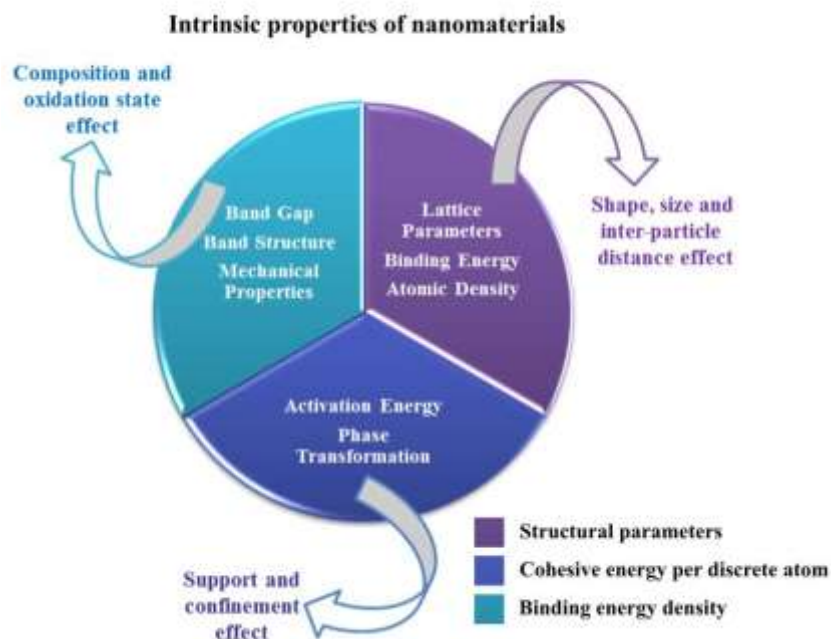 Intrinsic properties of nanomaterials
Composition and
oxidation state
effect
Band Gap
Band Structure
Mechanical
Properties
Lattice
Parameters
Binding Energy
Atomic Density
Shape, size and
inter-particle
distance effect
Activation Energy
Phase
Transformation
Support and
confinement
effect
Structural parameters
Cohesive energy per discrete atom
Binding energy density